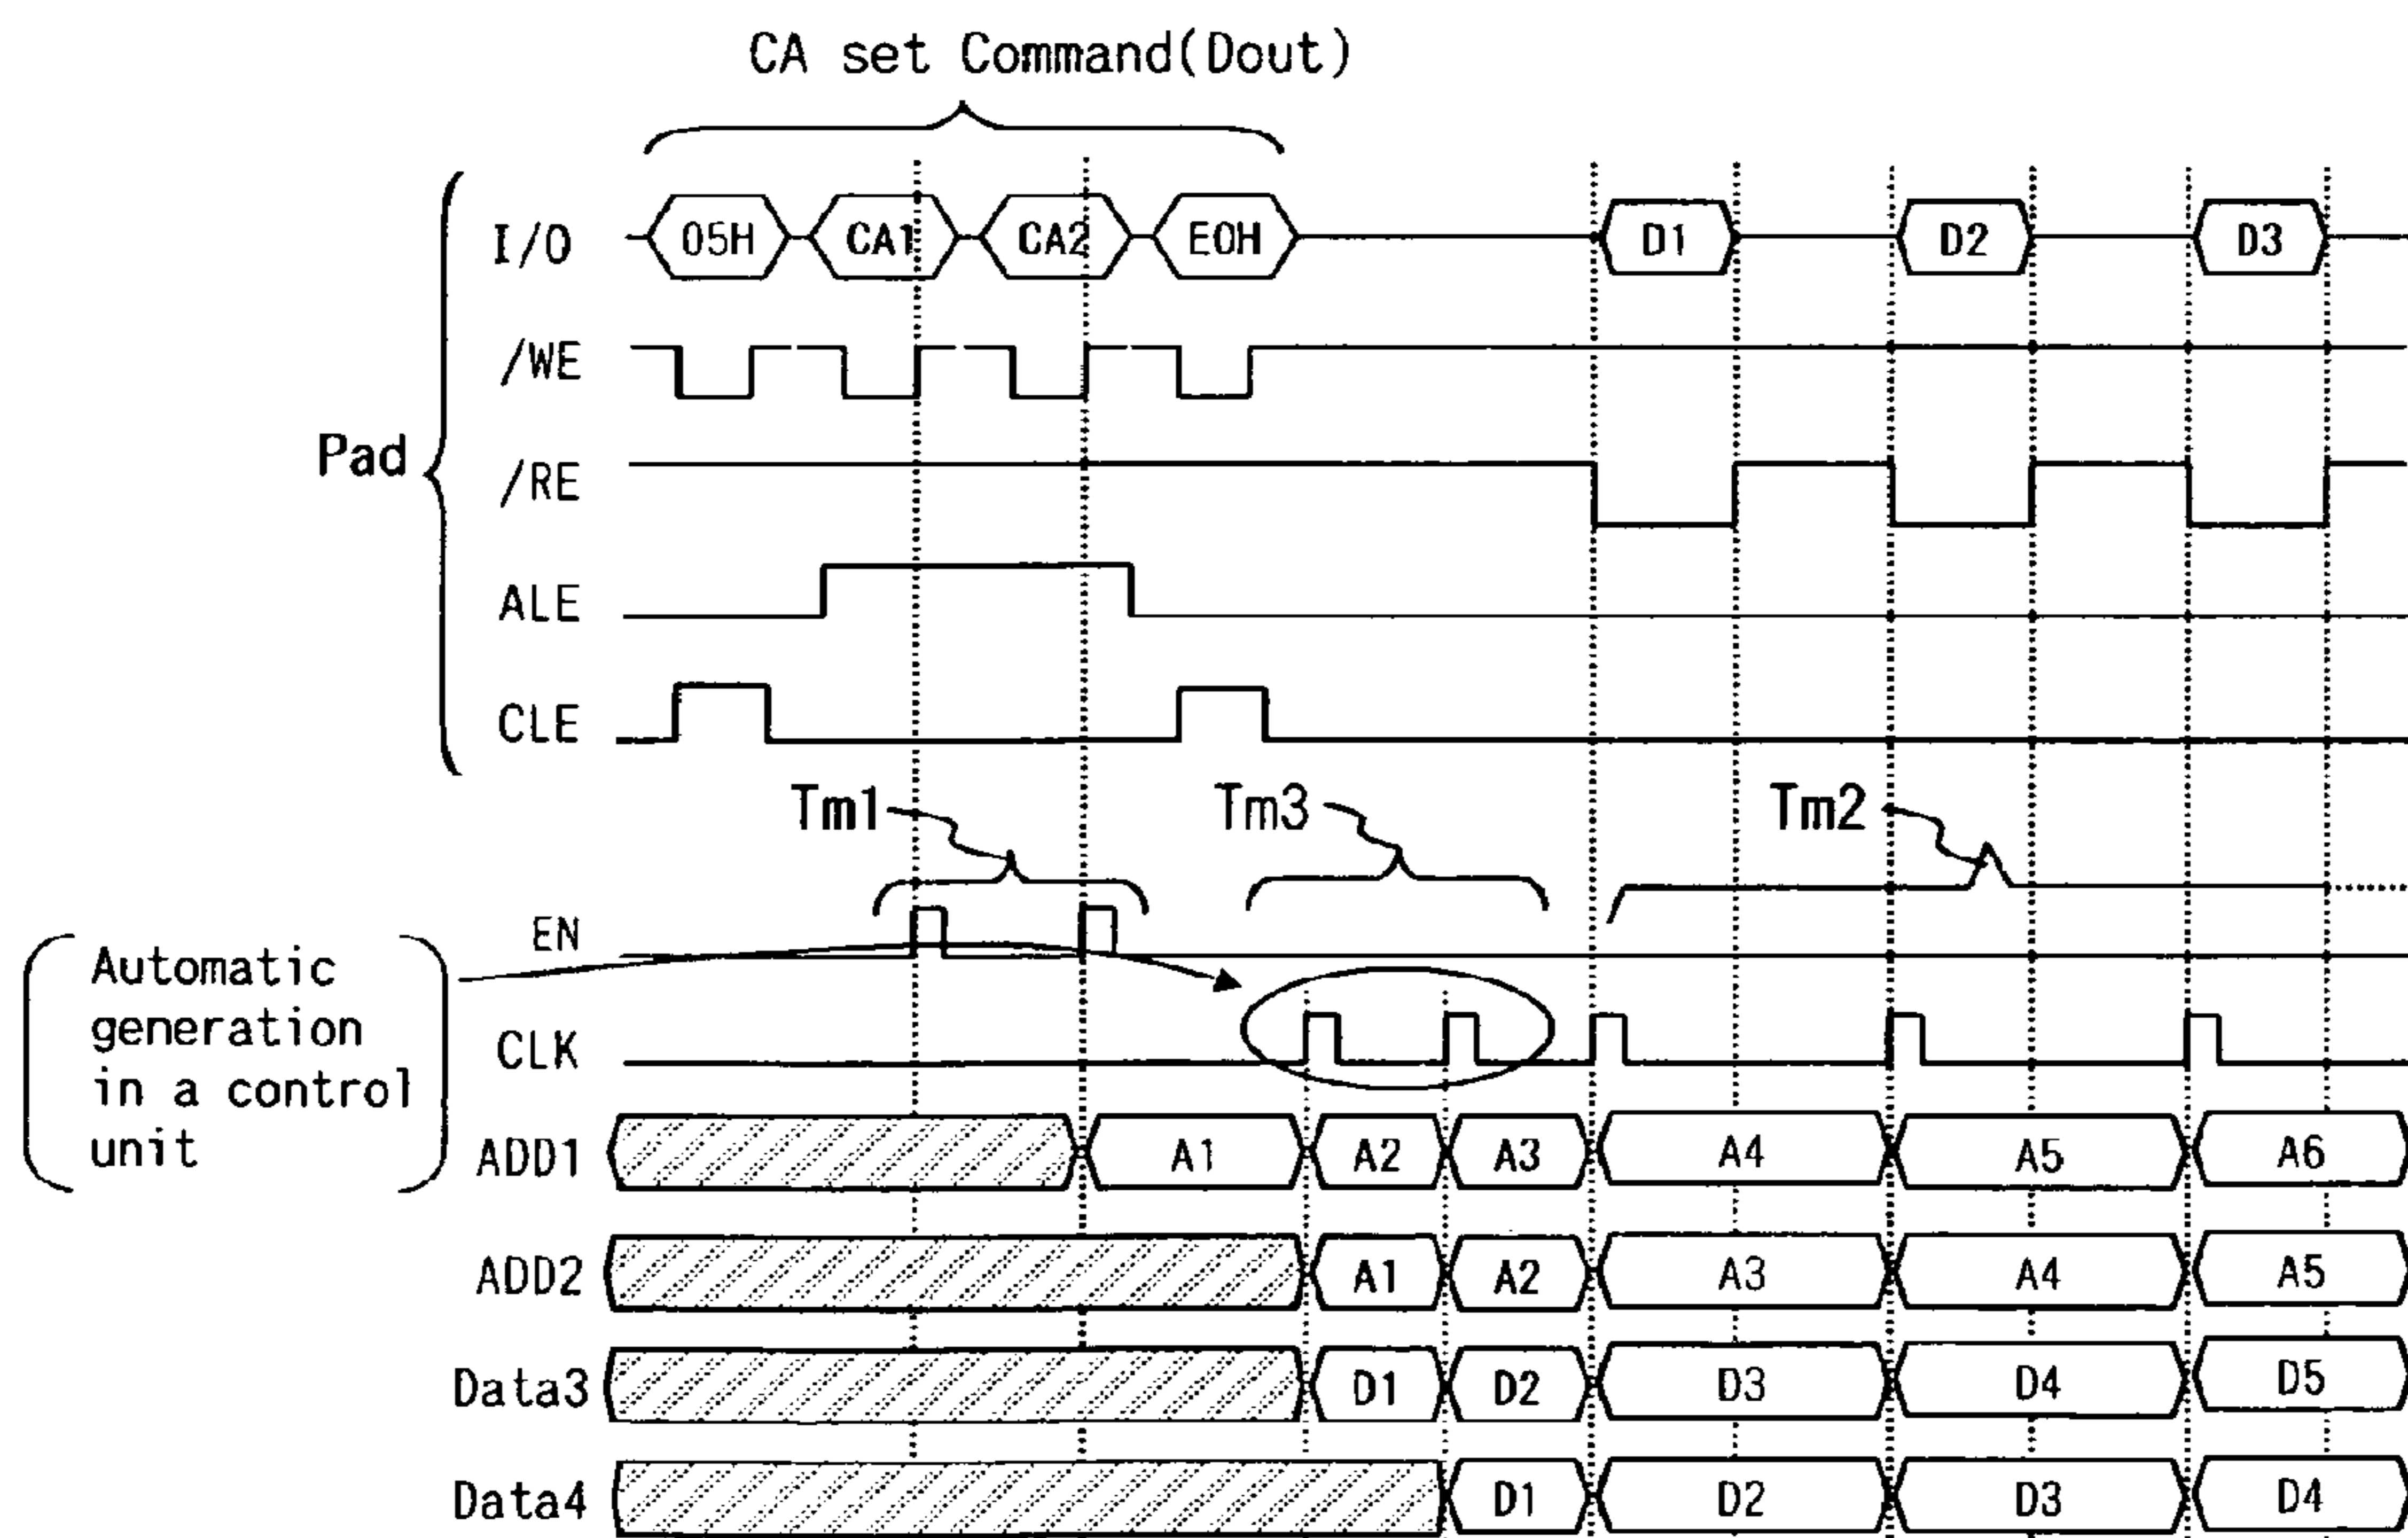 CA set Command(Dout)
Pad
I/O 05H CA1 CA2 E0H D1 D2 D3
/WE
/RE
ALE
CLE
Tm1 Tm3 Tm2
EN
Automatic
generation
in a control
unit
CLK
ADD1 A1 A2 A3 A4 A5 A6
ADD2 A1 A2 A3 A4 A5
Data3 D1 D2 D3 D4 D5
Data4 D1 D2 D3 D4